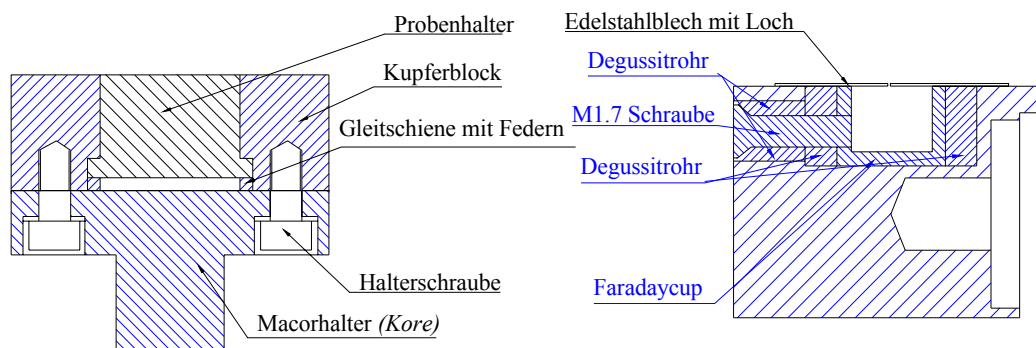 Probenhalter
Kupferblock
Gleitschiene mit Federn
Halterschraube
Macorhalter (Kore)
Edelstahlblech mit Loch
Degussitrohr
M1.7 Schraube
Degussitrohr
Faradaycup